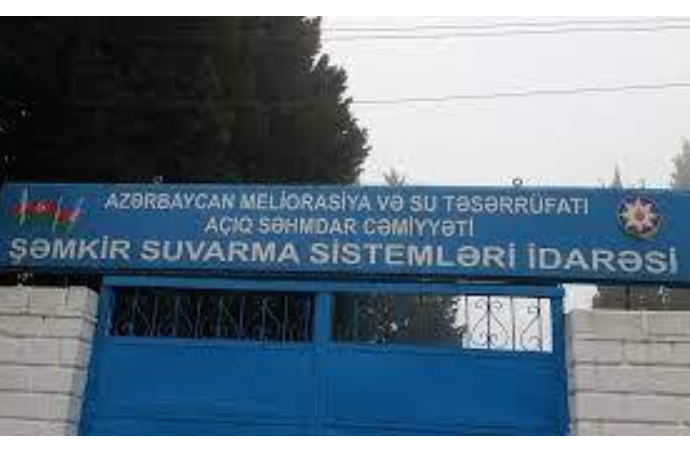 AZƏRBAYCAN MELİORASİYA VƏ SU TƏSƏRRÜFATI
AÇIQ SƏHMDAR CƏMİYYƏTİ
ŞƏMKİR SUVARMA SİSTEMLƏRİ İDARƏSİ